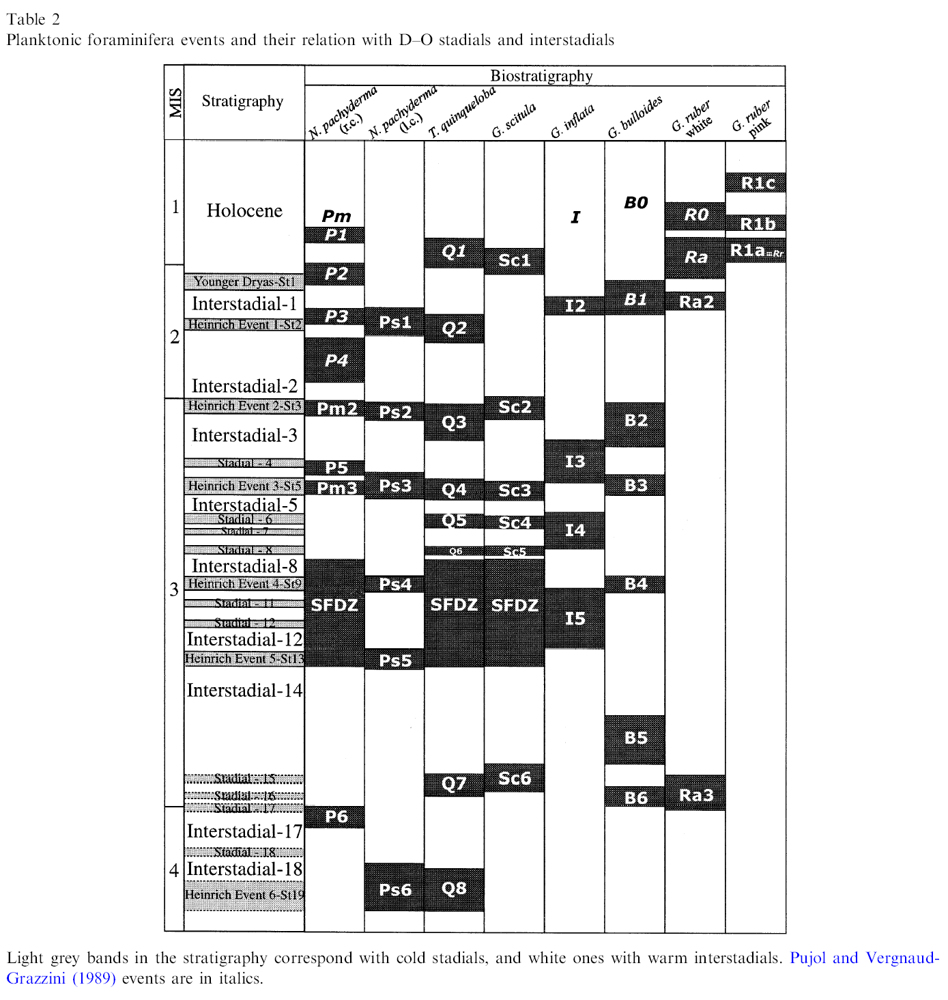 Table 2
Planktonic foraminifera events and their relation with D–O stadials and interstadials
MIS
Stratigraphy
Biostratigraphy
N. pachyderma (r.c.)
N. pachyderma (l.c.)
T. quinqueloba
G. scitula
G. inflata
G. bulloides
G. ruber white
G. ruber pink
1
2
3
4
Holocene
Younger Dryas-St1
Interstadial-1
Heinrich Event 1-St2
Interstadial-2
Heinrich Event 2-St3
Interstadial-3
Stadial - 4
Heinrich Event 3-St5
Interstadial-5
Stadial - 6
Stadial - 7
Stadial - 8
Interstadial-8
Heinrich Event 4-St9
Stadial - 11
Stadial - 12
Interstadial-12
Heinrich Event 5-St13
Interstadial-14
Stadial - 15
Stadial - 16
Stadial - 17
Interstadial-17
Stadial - 18
Interstadial-18
Heinrich Event 6-St19
Pm
P1
P2
P3
P4
Pm2
P5
Pm3
SFDZ
P6
Ps1
Ps2
Ps3
Ps4
Ps5
Ps6
Q1
Q2
Q3
Q4
Q5
Q6
SFDZ
Q7
Q8
Sc1
Sc2
Sc3
Sc4
Sc5
SFDZ
Sc6
I
I2
I3
I4
I5
B0
B1
B2
B3
B4
B5
B6
R0
Ra
Ra2
Ra3
R1c
R1b
R1a=Rr
Light grey bands in the stratigraphy correspond with cold stadials, and white ones with warm interstadials. Pujol and Vergnaud-
Grazzini (1989) events are in italics.